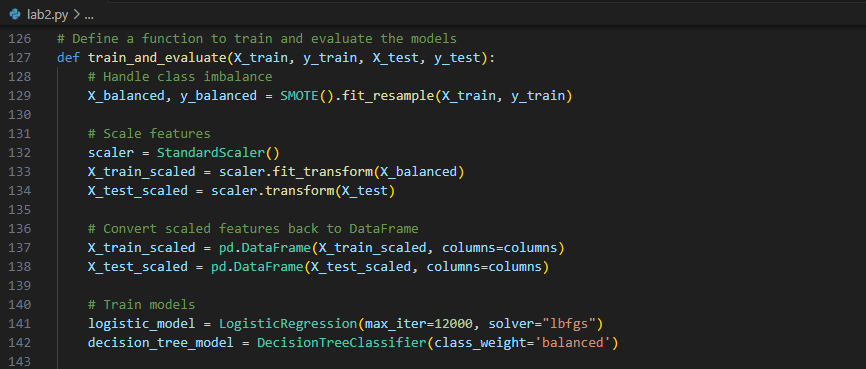 lab2.py > ...
126 # Define a function to train and evaluate the models
127 def train_and_evaluate(X_train, y_train, X_test, y_test):
128     # Handle class imbalance
129     X_balanced, y_balanced = SMOTE().fit_resample(X_train, y_train)
130
131     # Scale features
132     scaler = StandardScaler()
133     X_train_scaled = scaler.fit_transform(X_balanced)
134     X_test_scaled = scaler.transform(X_test)
135
136     # Convert scaled features back to DataFrame
137     X_train_scaled = pd.DataFrame(X_train_scaled, columns=columns)
138     X_test_scaled = pd.DataFrame(X_test_scaled, columns=columns)
139
140     # Train models
141     logistic_model = LogisticRegression(max_iter=12000, solver="lbfgs")
142     decision_tree_model = DecisionTreeClassifier(class_weight='balanced')
143